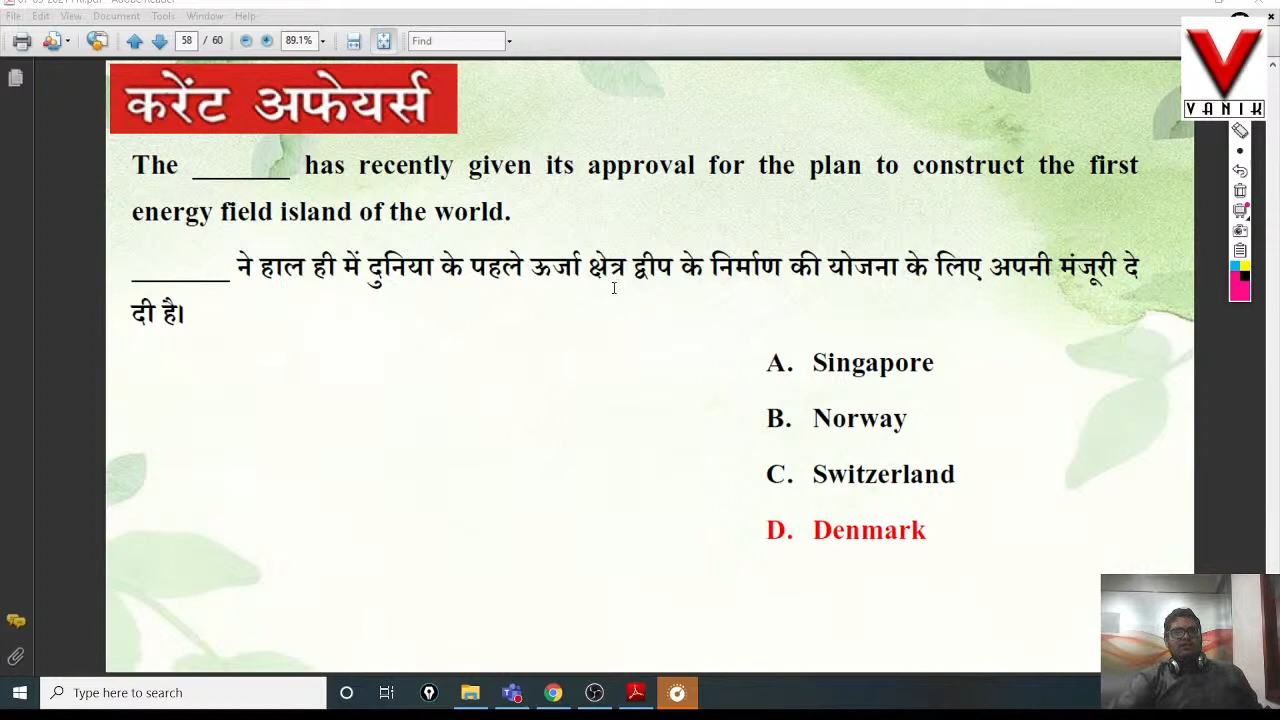 File Edit View Document Tools Window Help
58 / 60 89.1% Find
VANIK
करेंट अफेयर्स
The _______ has recently given its approval for the plan to construct the first
energy field island of the world.
_______ ने हाल ही में दुनिया के पहले ऊर्जा क्षेत्र द्वीप के निर्माण की योजना के लिए अपनी मंजूरी दे
दी है।
A. Singapore
B. Norway
C. Switzerland
D. Denmark
Type here to search